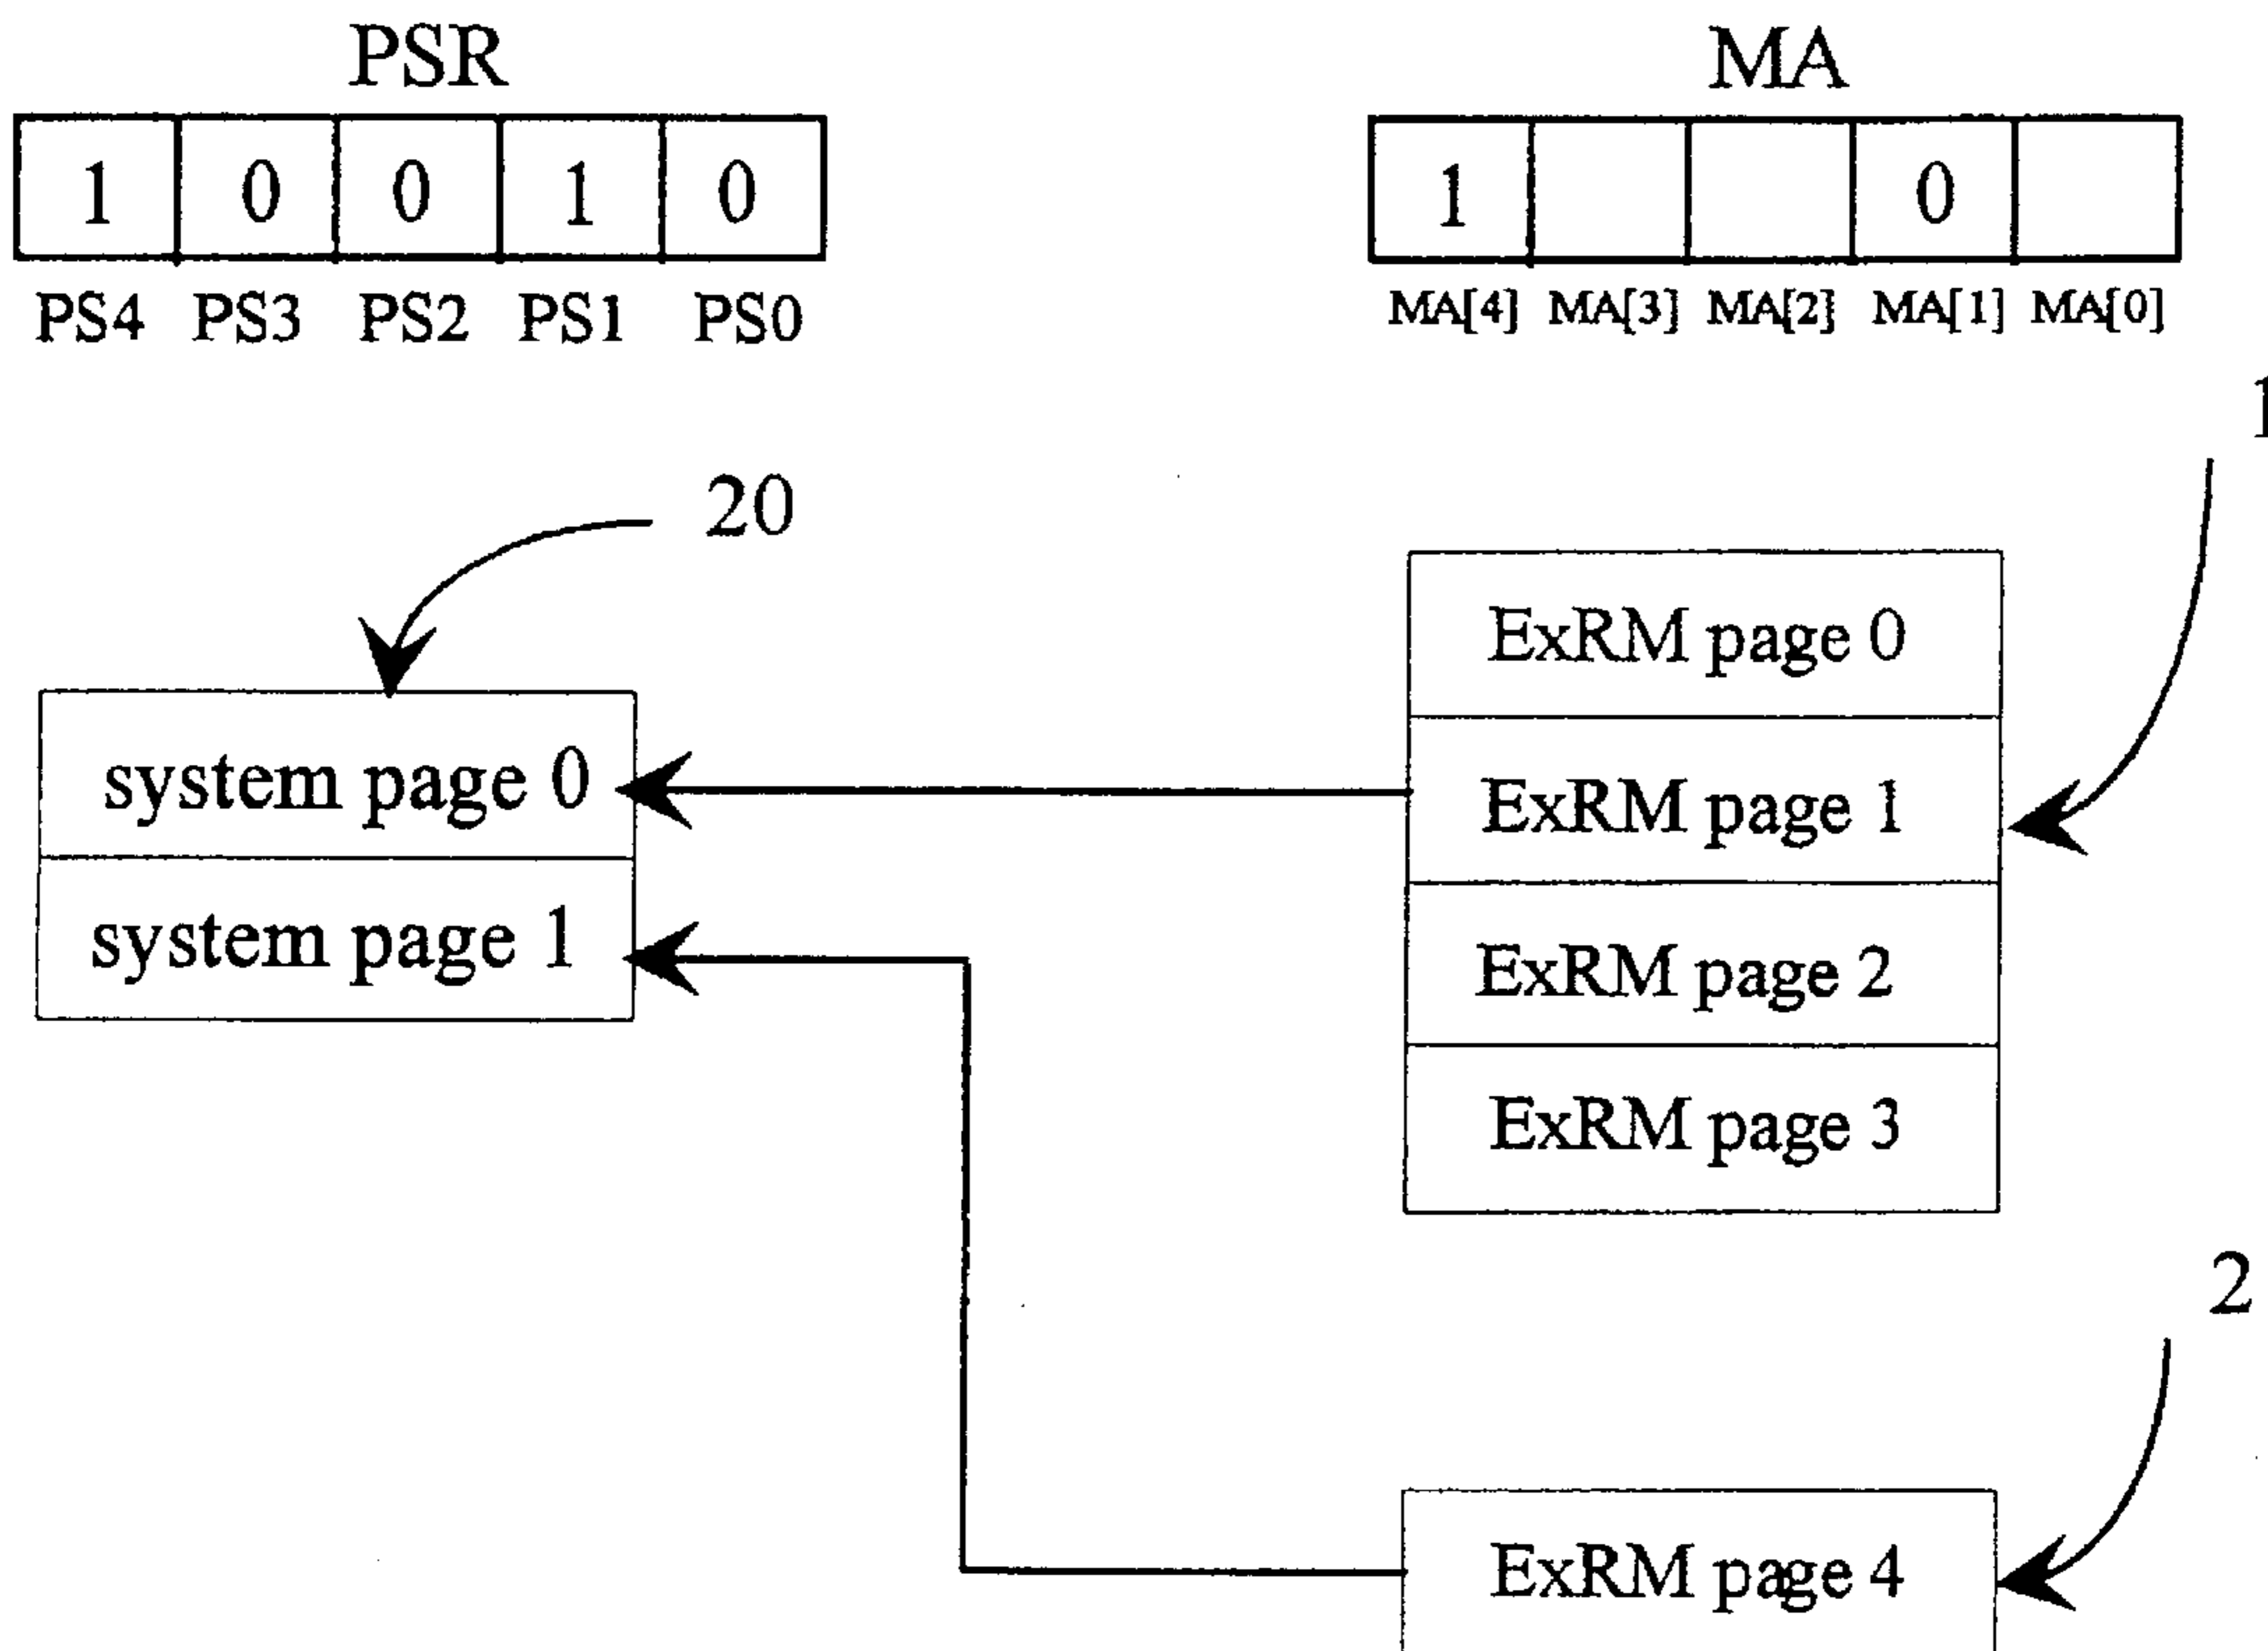 PSR
MA
1 0 0 1 0
1 0
PS4 PS3 PS2 PS1 PS0
MA[4] MA[3] MA[2] MA[1] MA[0]
1
20
ExRM page 0
system page 0
ExRM page 1
system page 1
ExRM page 2
ExRM page 3
2
ExRM page 4